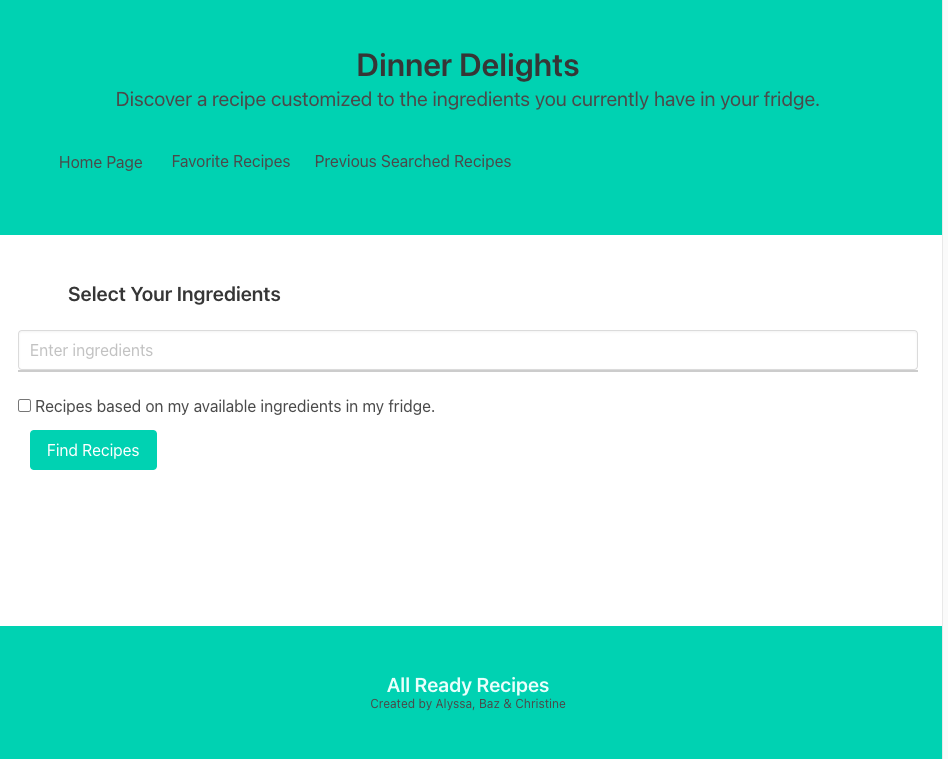 Dinner Delights
Discover a recipe customized to the ingredients you currently have in your fridge.
Home Page Favorite Recipes Previous Searched Recipes
Select Your Ingredients
Enter ingredients
Recipes based on my available ingredients in my fridge.
Find Recipes
All Ready Recipes
Created by Alyssa, Baz & Christine